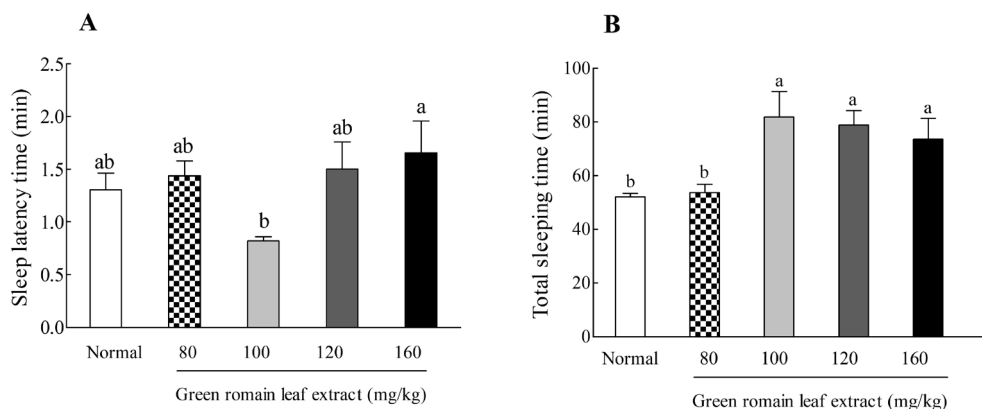 A
Sleep latency time (min)
2.5
2.0
1.5
1.0
0.5
0.0
ab
ab
b
ab
a
Normal 80 100 120 160
Green romain leaf extract (mg/kg)
B
Total sleeping time (min)
100
80
60
40
20
0
b
b
a
a
a
Normal 80 100 120 160
Green romain leaf extract (mg/kg)